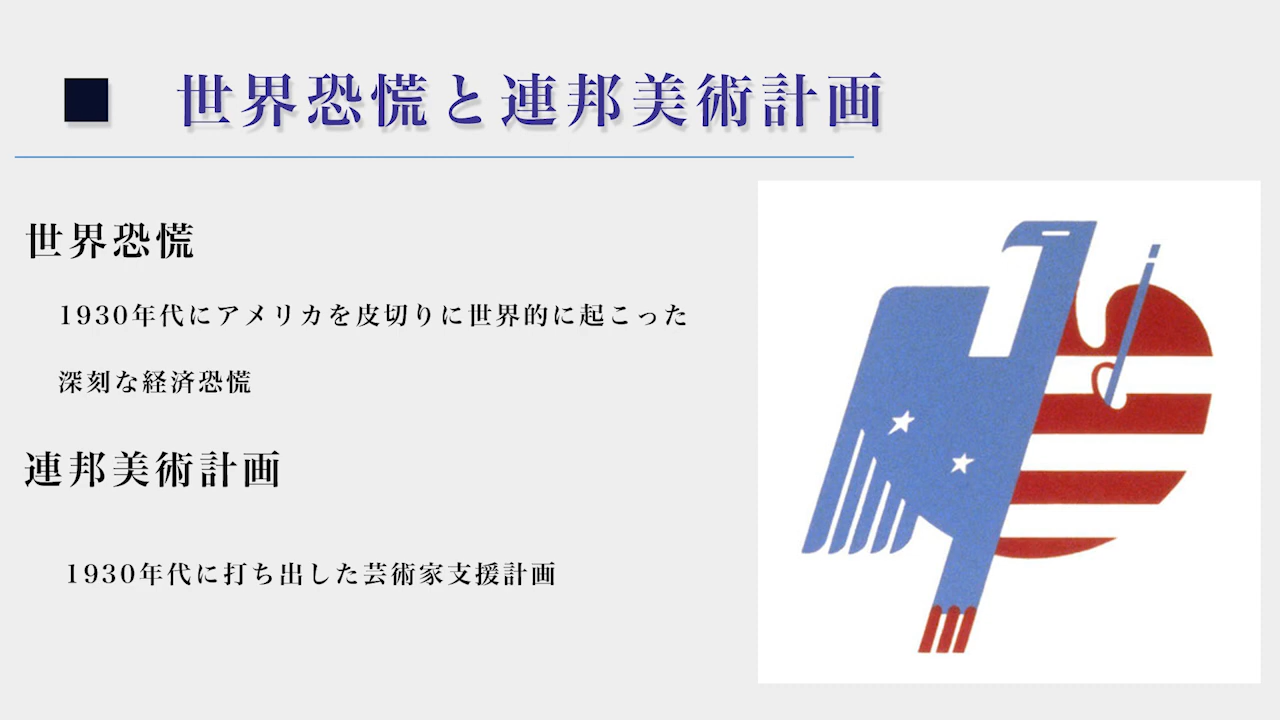 世界恐慌と連邦美術計画
世界恐慌
1930年代にアメリカを皮切りに世界的に起こった
深刻な経済恐慌
連邦美術計画
1930年代に打ち出した芸術家支援計画